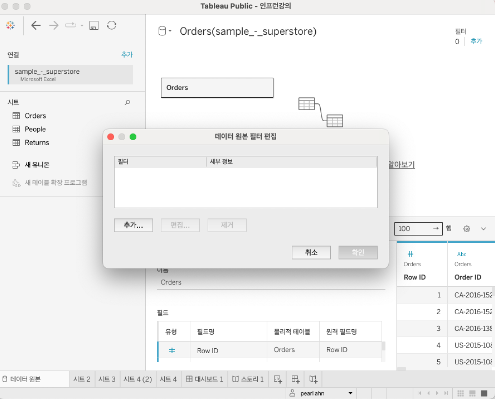 Tableau Public - 인프런강의
연결
추가
sample_-_superstore
Microsoft Excel
시트
Orders
People
Returns
새 유니온
새 테이블 확장 프로그램
Orders(sample_-_superstore)
필터
0 추가
Orders
알아보기
데이터 원본 필터 편집
필터
세부 정보
추가...
편집...
제거
취소
확인
100
행
이름
Orders
필드
유형
필드명
물리적 테이블
원격 필드명
Row ID
Orders
Row ID
Orders
Row ID
Abc
Orders
Order ID
1 CA-2016-152
2 CA-2016-152
3 CA-2016-138
4 US-2015-108
5 US-2015-108
데이터 원본
시트 2
시트 3
시트 4 (2)
시트 4
대시보드 1
스토리 1
pearl.ahn